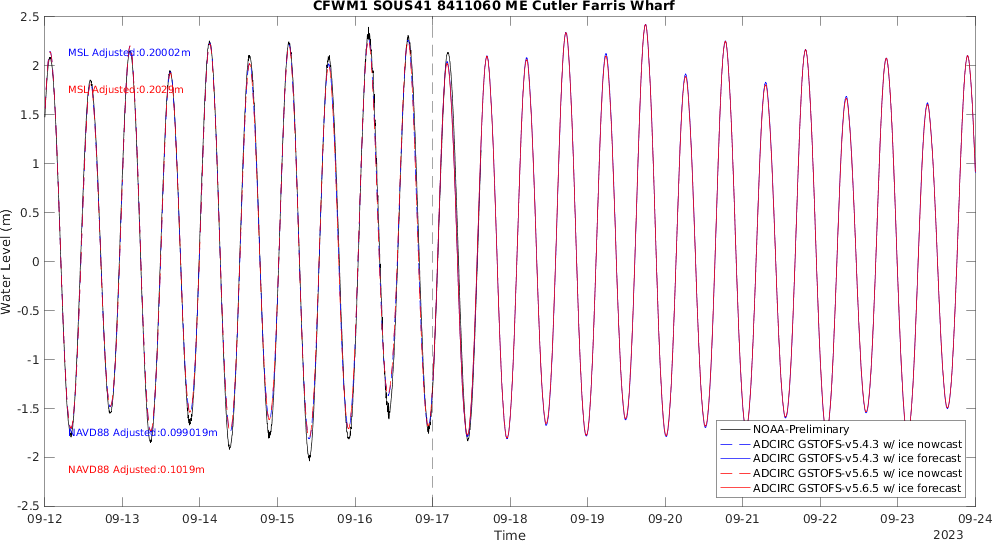 CFWM1 SOUS41 8411060 ME Cutler Farris Wharf
2.5
2
1.5
1
0.5
0
-0.5
-1
-1.5
-2
-2.5
Water Level (m)
MSL Adjusted:0.20002m
MSL Adjusted:0.2029m
NAVD88 Adjusted:0.099019m
NAVD88 Adjusted:0.1019m
NOAA-Preliminary
ADCIRC GSTOFS-v5.4.3 w/ ice nowcast
ADCIRC GSTOFS-v5.4.3 w/ ice forecast
ADCIRC GSTOFS-v5.6.5 w/ ice nowcast
ADCIRC GSTOFS-v5.6.5 w/ ice forecast
09-12 09-13 09-14 09-15 09-16 09-17 09-18 09-19 09-20 09-21 09-22 09-23 09-24
Time
2023